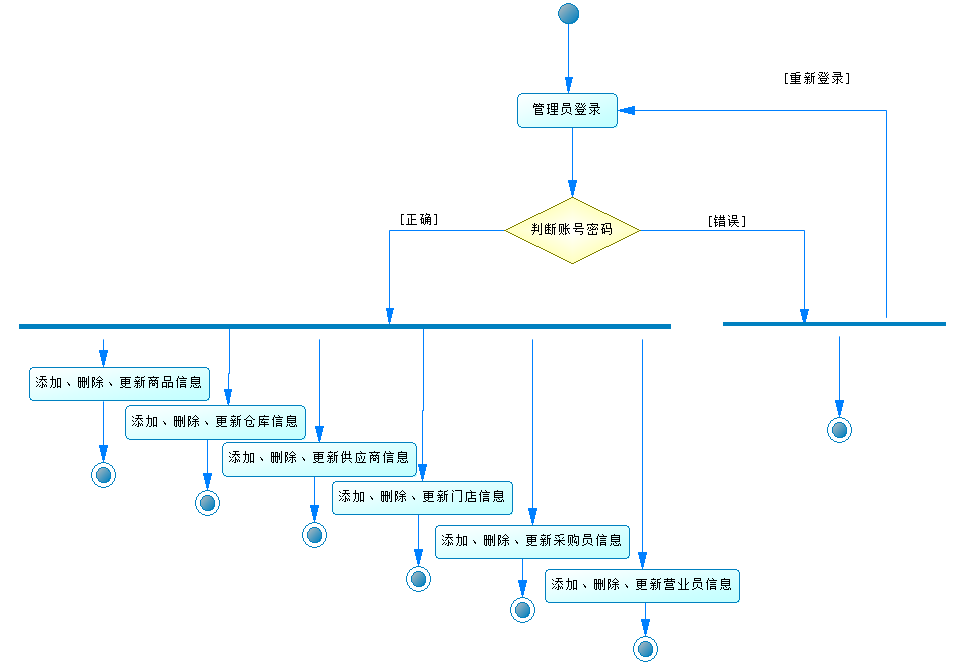 [重新登录]
管理员登录
[正确]
[错误]
判断账号密码
添加、删除、更新商品信息
添加、删除、更新仓库信息
添加、删除、更新供应商信息
添加、删除、更新门店信息
添加、删除、更新采购员信息
添加、删除、更新营业员信息